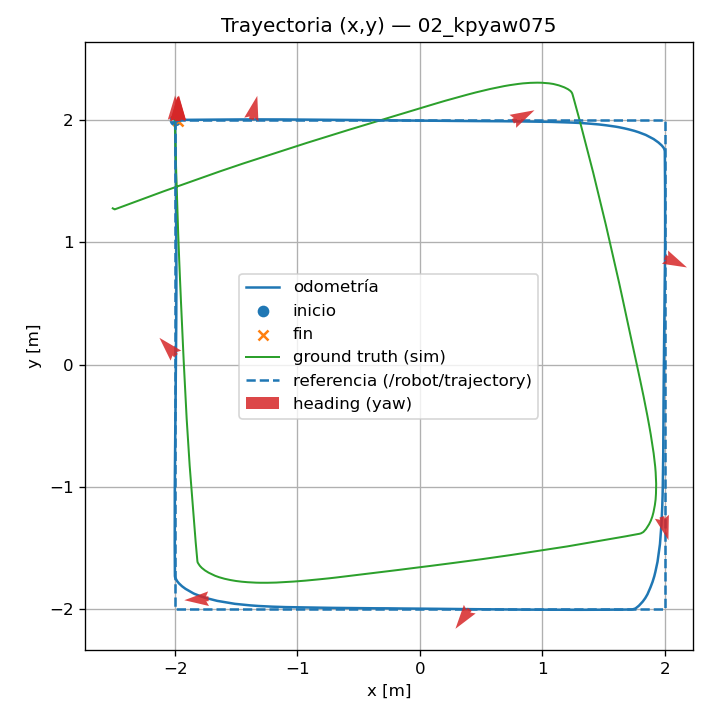 Trayectoria (x,y) — 02_kpyaw075
y [m]
2
1
0
−1
−2
odometría
inicio
fin
ground truth (sim)
referencia (/robot/trajectory)
heading (yaw)
−2
−1
0
1
2
x [m]